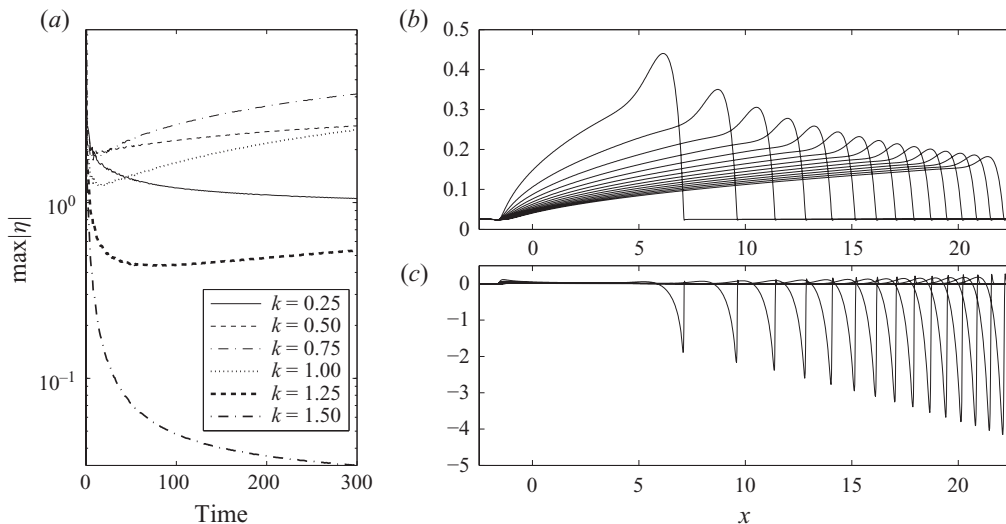 (a)
max|η|
10⁰
10⁻¹
0 100 200 300
Time
k = 0.25
k = 0.50
k = 0.75
k = 1.00
k = 1.25
k = 1.50
(b)
0.5
0.4
0.3
0.2
0.1
0
0 5 10 15 20
(c)
0
−1
−2
−3
−4
−5
0 5 10 15 20
x